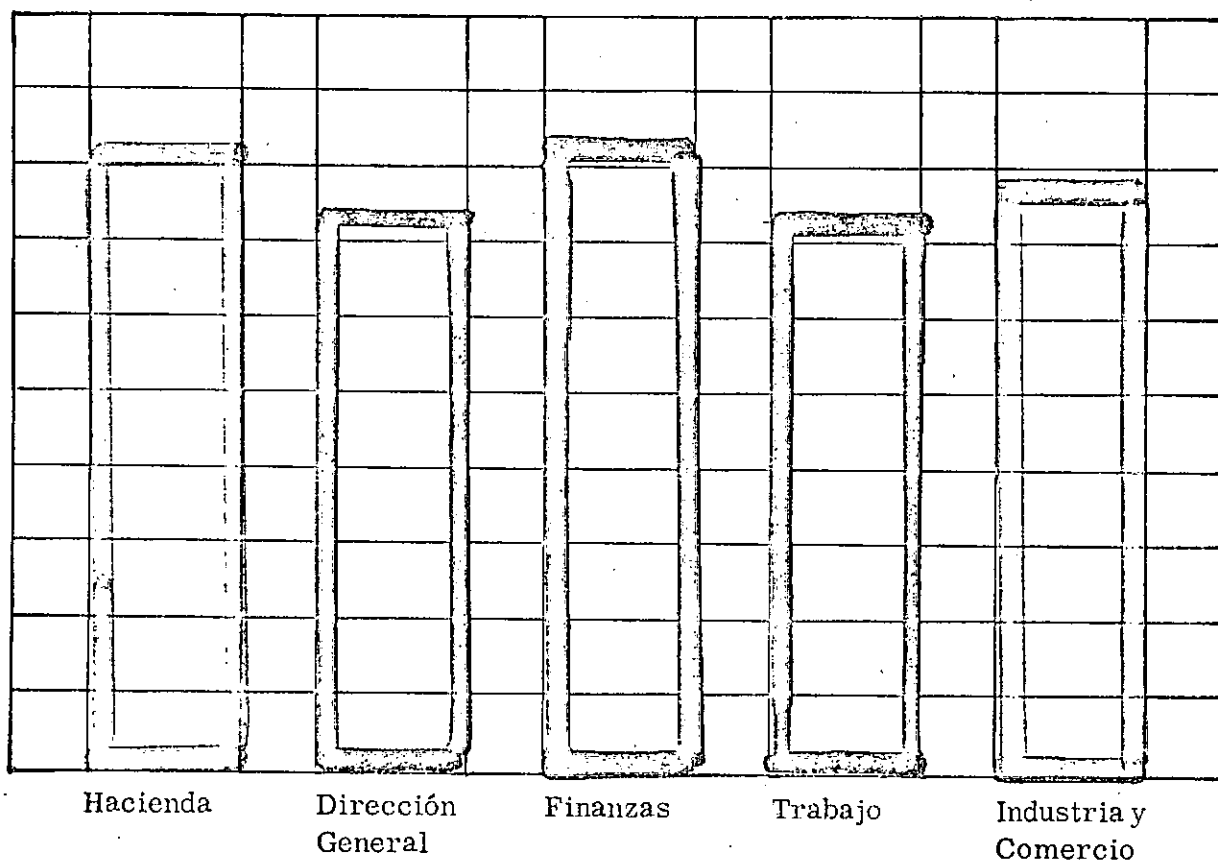 Hacienda
Dirección
General
Finanzas
Trabajo
Industria y
Comercio